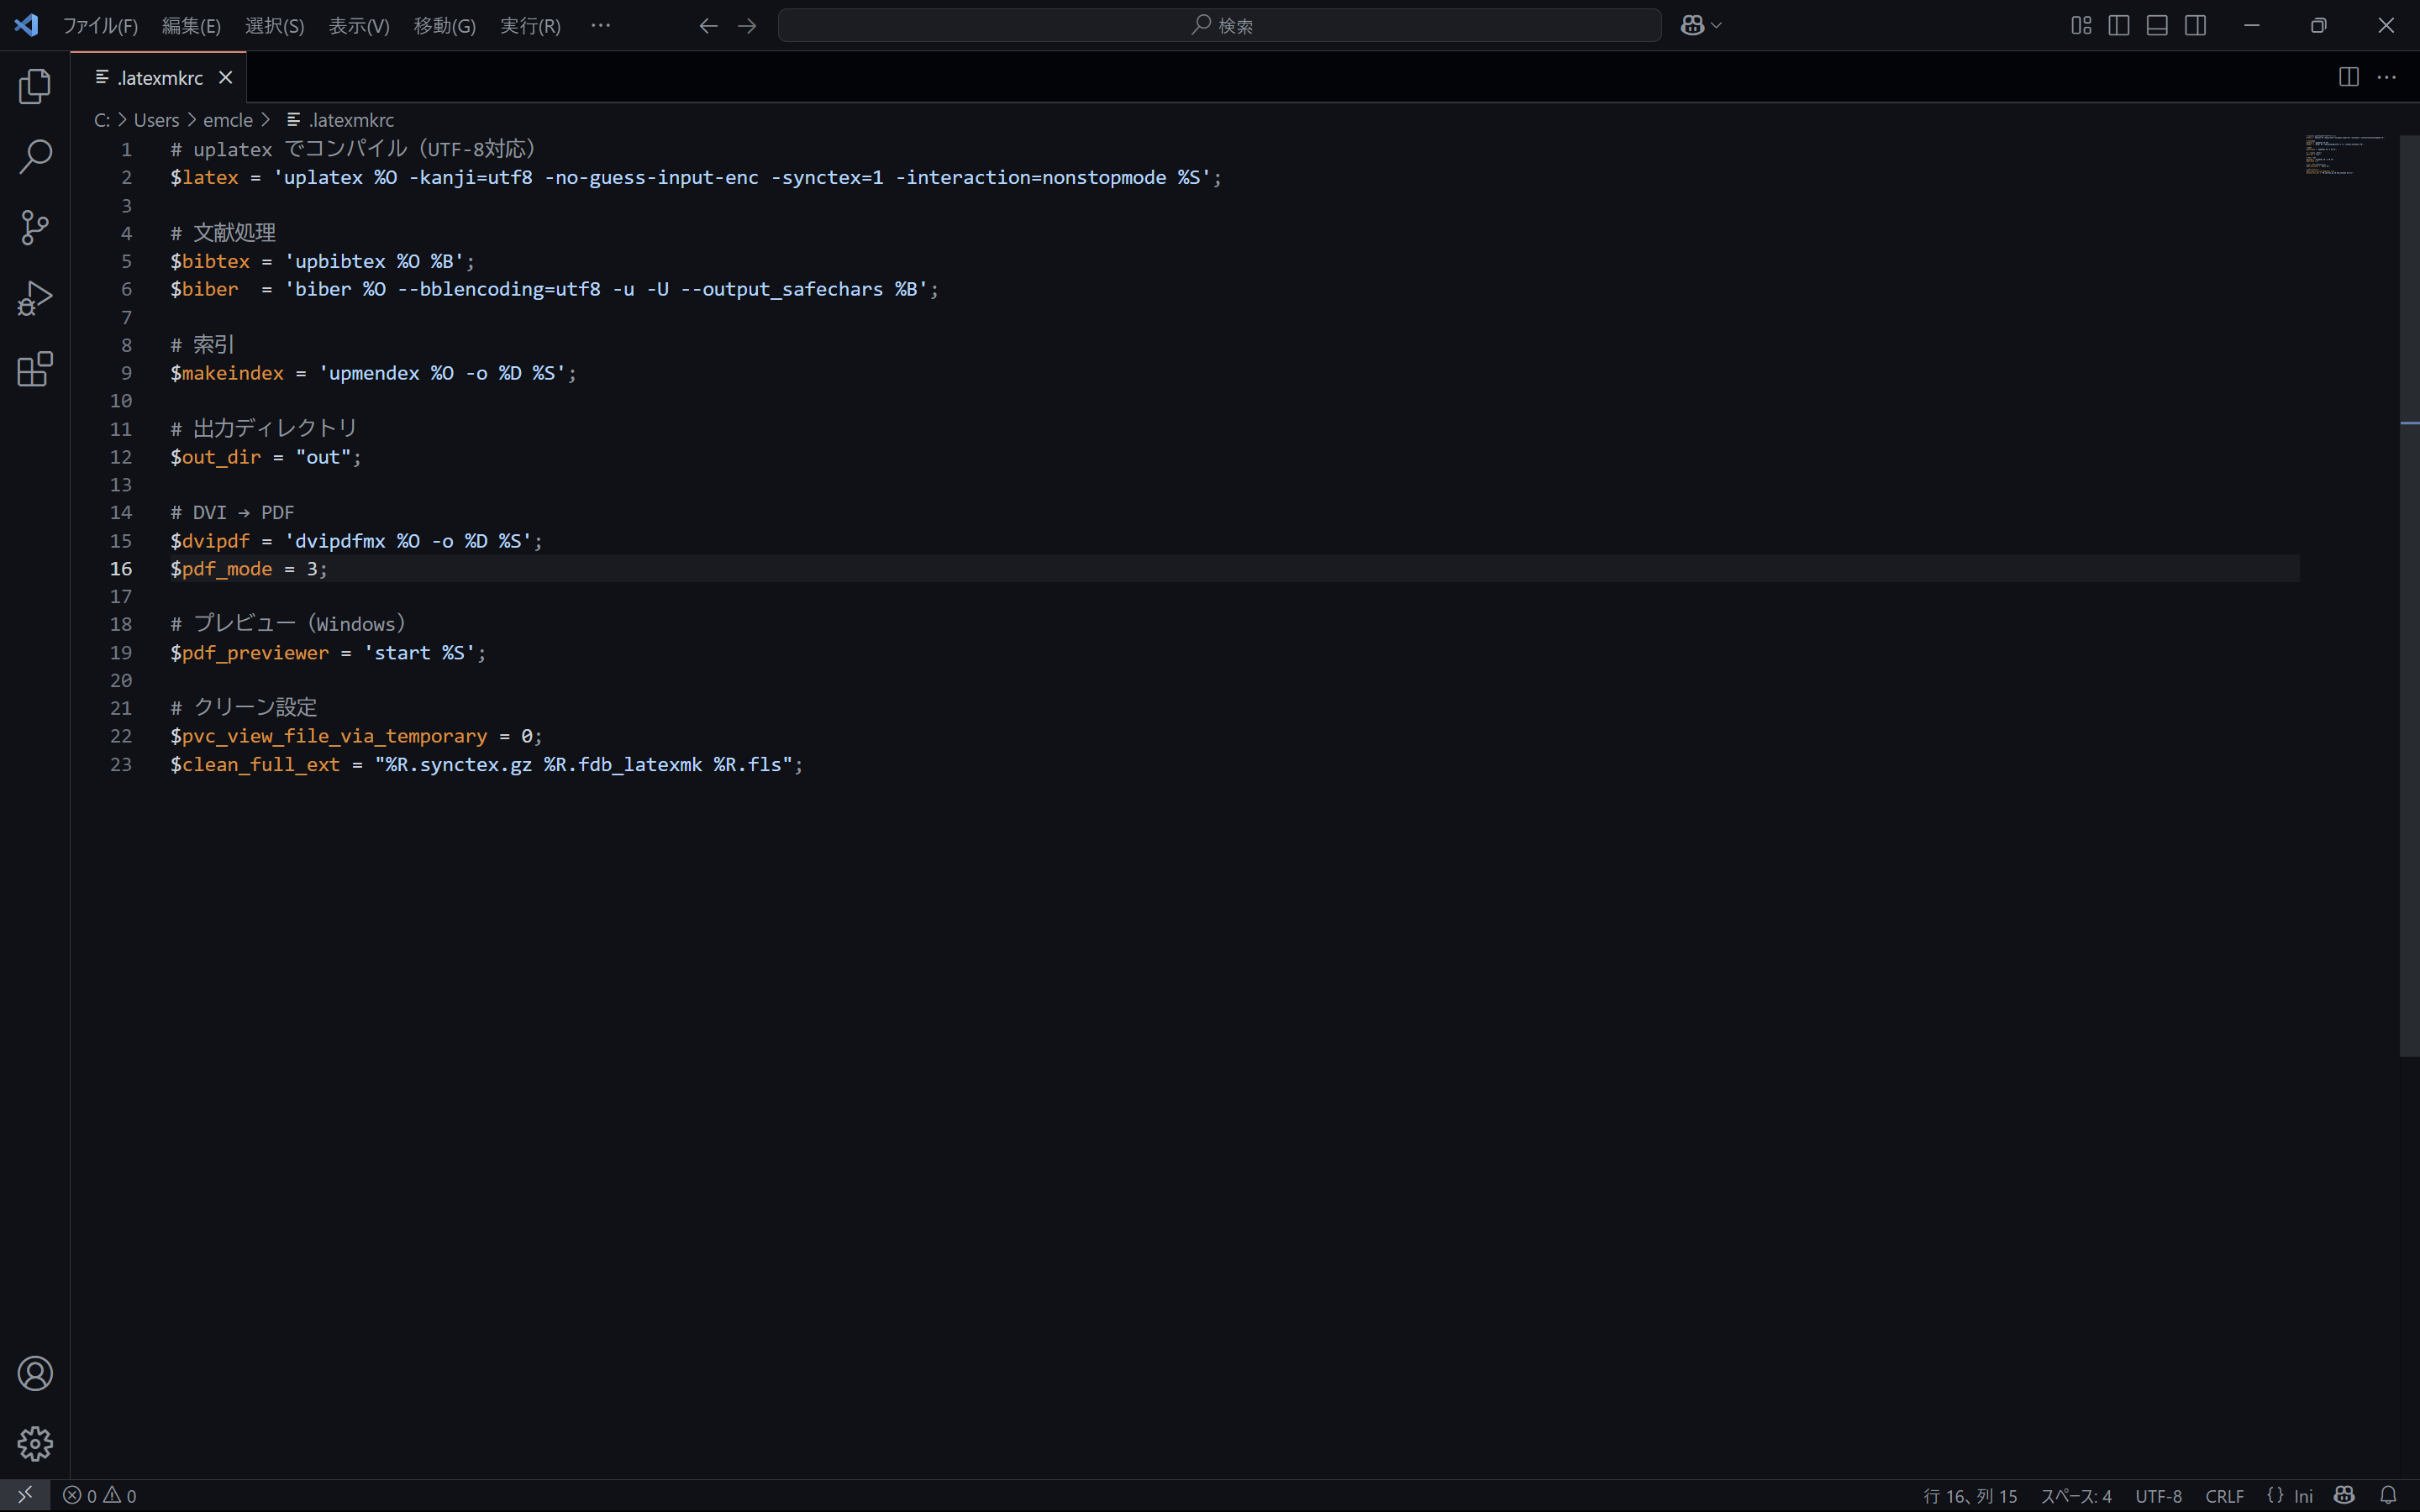 ファイル(F) 編集(E) 選択(S) 表示(V) 移動(G) 実行(R) ··· 検索
.latexmkrc
C: > Users > emcle > .latexmkrc
1 # uplatex でコンパイル（UTF-8対応）
2 $latex = 'uplatex %O -kanji=utf8 -no-guess-input-enc -synctex=1 -interaction=nonstopmode %S';
3
4 # 文献処理
5 $bibtex = 'upbibtex %O %B';
6 $biber  = 'biber %O --bblencoding=utf8 -u -U --output_safechars %B';
7
8 # 索引
9 $makeindex = 'upmendex %O -o %D %S';
10
11 # 出力ディレクトリ
12 $out_dir = "out";
13
14 # DVI → PDF
15 $dvipdf = 'dvipdfmx %O -o %D %S';
16 $pdf_mode = 3;
17
18 # プレビュー（Windows）
19 $pdf_previewer = 'start %S';
20
21 # クリーン設定
22 $pvc_view_file_via_temporary = 0;
23 $clean_full_ext = "%R.synctex.gz %R.fdb_latexmk %R.fls";
0 0 行 16、列 15 スペース: 4 UTF-8 CRLF {} Ini